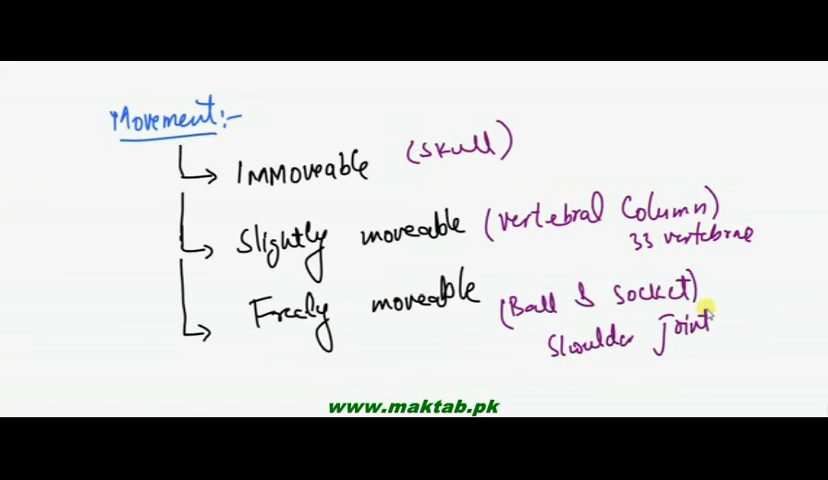 Movement:-
Immoveable (skull)
Slightly moveable (vertebral column)
33 vertebrae
Freely moveable (Ball & socket)
Shoulder joint
www.maktab.pk